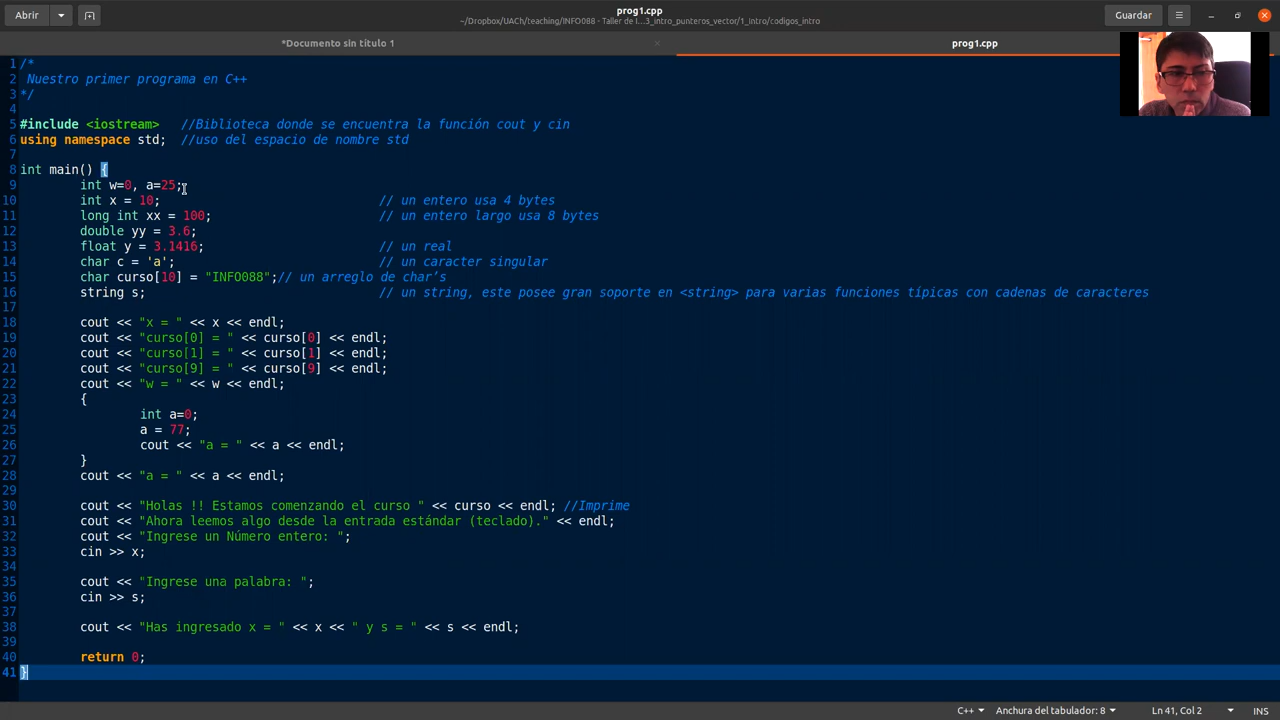 Abrir
prog1.cpp
~/Dropbox/UACh/teaching/INFO088 - Taller de I...3_intro_punteros_vector/1_intro/codigos_intro
Guardar
*Documento sin título 1
prog1.cpp
1 /*
2 Nuestro primer programa en C++
3 */
4
5 #include <iostream> //Biblioteca donde se encuentra la función cout y cin
6 using namespace std; //uso del espacio de nombre std
7
8 int main() {
9 int w=0, a=25;
10 int x = 10; // un entero usa 4 bytes
11 long int xx = 100; // un entero largo usa 8 bytes
12 double yy = 3.6;
13 float y = 3.1416; // un real
14 char c = 'a'; // un caracter singular
15 char curso[10] = "INFO088";// un arreglo de char's
16 string s; // un string, este posee gran soporte en <string> para varias funciones típicas con cadenas de caracteres
17
18 cout << "x = " << x << endl;
19 cout << "curso[0] = " << curso[0] << endl;
20 cout << "curso[1] = " << curso[1] << endl;
21 cout << "curso[9] = " << curso[9] << endl;
22 cout << "w = " << w << endl;
23 {
24 int a=0;
25 a = 77;
26 cout << "a = " << a << endl;
27 }
28 cout << "a = " << a << endl;
29
30 cout << "Holas !! Estamos comenzando el curso " << curso << endl; //Imprime
31 cout << "Ahora leemos algo desde la entrada estándar (teclado)." << endl;
32 cout << "Ingrese un Número entero: ";
33 cin >> x;
34
35 cout << "Ingrese una palabra: ";
36 cin >> s;
37
38 cout << "Has ingresado x = " << x << " y s = " << s << endl;
39
40 return 0;
41 }
C++ Anchura del tabulador: 8 Ln 41, Col 2 INS